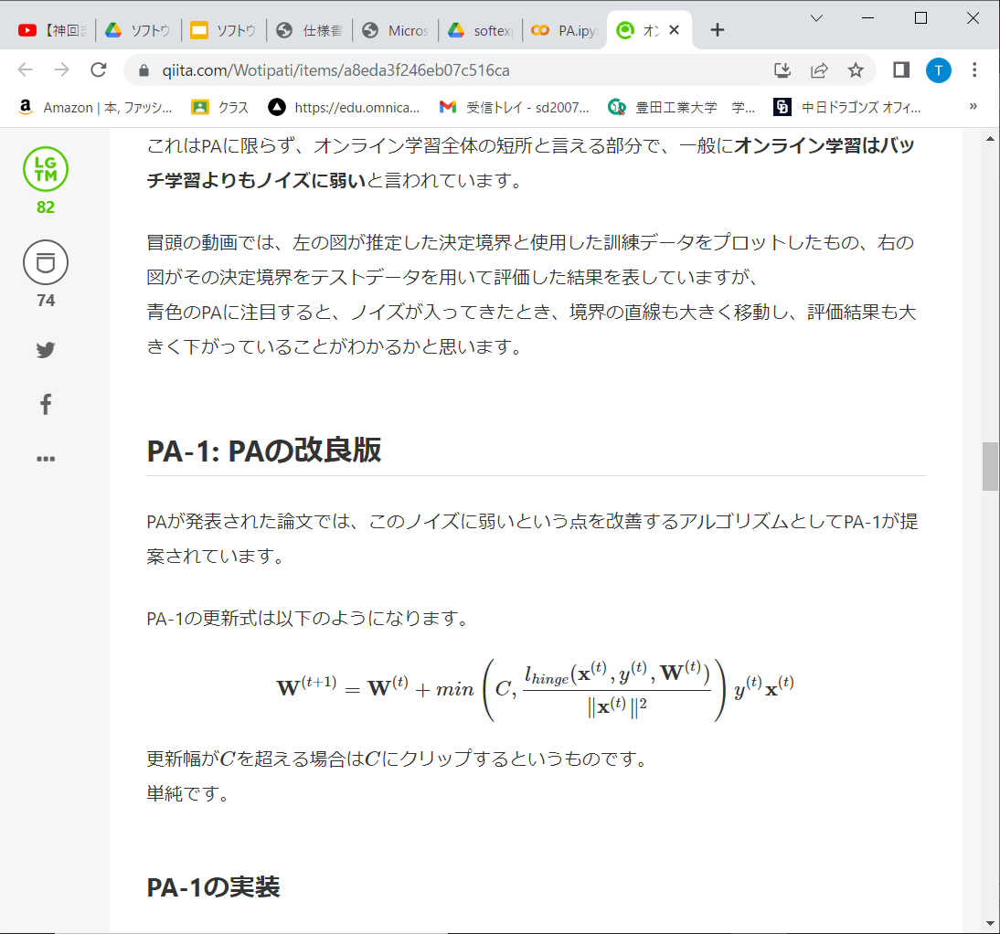 【神回
ソフトウ
ソフトウ
仕様書
Micros
softex
PA.ipy
オン
qiita.com/Wotipati/items/a8eda3f246eb07c516ca
T
Amazon | 本, ファッシ...
クラス
https://edu.omnica...
受信トレイ - sd2007...
豊田工業大学 学...
中日ドラゴンズ オフィ...
»
LG
TM
82
74
これはPAに限らず、オンライン学習全体の短所と言える部分で、一般にオンライン学習はバッ
チ学習よりもノイズに弱いと言われています。
冒頭の動画では、左の図が推定した決定境界と使用した訓練データをプロットしたもの、右の
図がその決定境界をテストデータを用いて評価した結果を表していますが、
青色のPAに注目すると、ノイズが入ってきたとき、境界の直線も大きく移動し、評価結果も大
きく下がっていることがわかるかと思います。
PA-1: PAの改良版
PAが発表された論文では、このノイズに弱いという点を改善するアルゴリズムとしてPA-1が提
案されています。
PA-1の更新式は以下のようになります。
W^{(t+1)} = W^{(t)} + min(C, l_{hinge}(x^{(t)}, y^{(t)}, W^{(t)}) / ‖x^{(t)}‖^2) y^{(t)} x^{(t)}
更新幅がCを超える場合はCにクリップするというものです。
単純です。
PA-1の実装